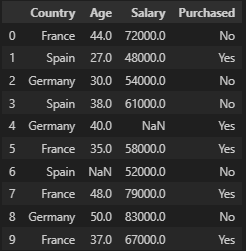 Country Age Salary Purchased
0 France 44.0 72000.0 No
1 Spain 27.0 48000.0 Yes
2 Germany 30.0 54000.0 No
3 Spain 38.0 61000.0 No
4 Germany 40.0 NaN Yes
5 France 35.0 58000.0 Yes
6 Spain NaN 52000.0 No
7 France 48.0 79000.0 Yes
8 Germany 50.0 83000.0 No
9 France 37.0 67000.0 Yes